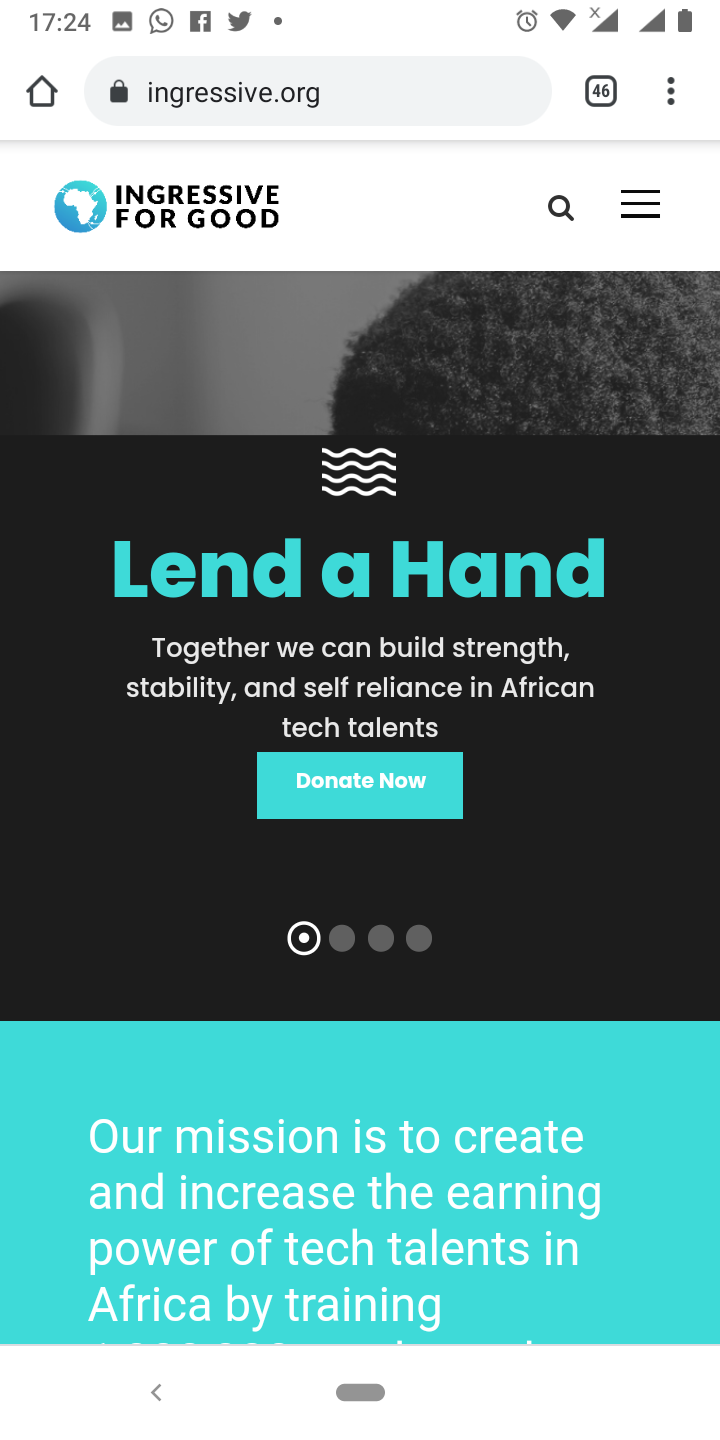 17:24
ingressive.org
46
INGRESSIVE
FOR GOOD
Lend a Hand
Together we can build strength,
stability, and self reliance in African
tech talents
Donate Now
Our mission is to create
and increase the earning
power of tech talents in
Africa by training